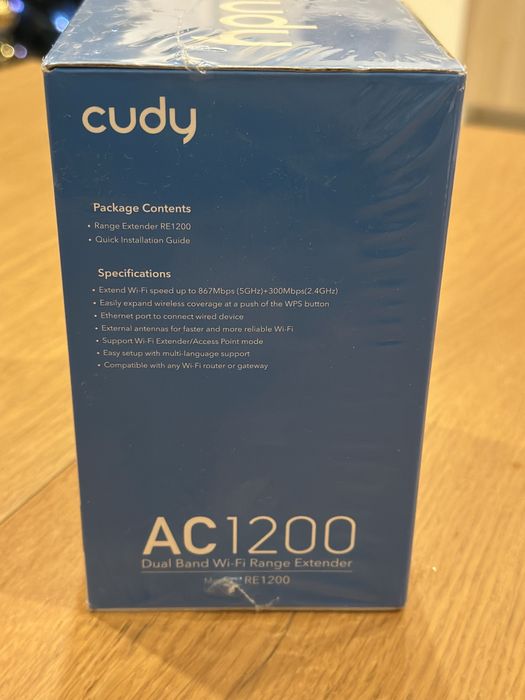 cudy
cudy
Package Contents
• Range Extender RE1200
• Quick Installation Guide
Specifications
• Extend Wi-Fi speed up to 867Mbps (5GHz)+300Mbps(2.4GHz)
• Easily expand wireless coverage at a push of the WPS button
• Ethernet port to connect wired device
• External antennas for faster and more reliable Wi-Fi
• Support Wi-Fi Extender/Access Point mode
• Easy setup with multi-language support
• Compatible with any Wi-Fi router or gateway
AC1200
Dual Band Wi-Fi Range Extender
RE1200